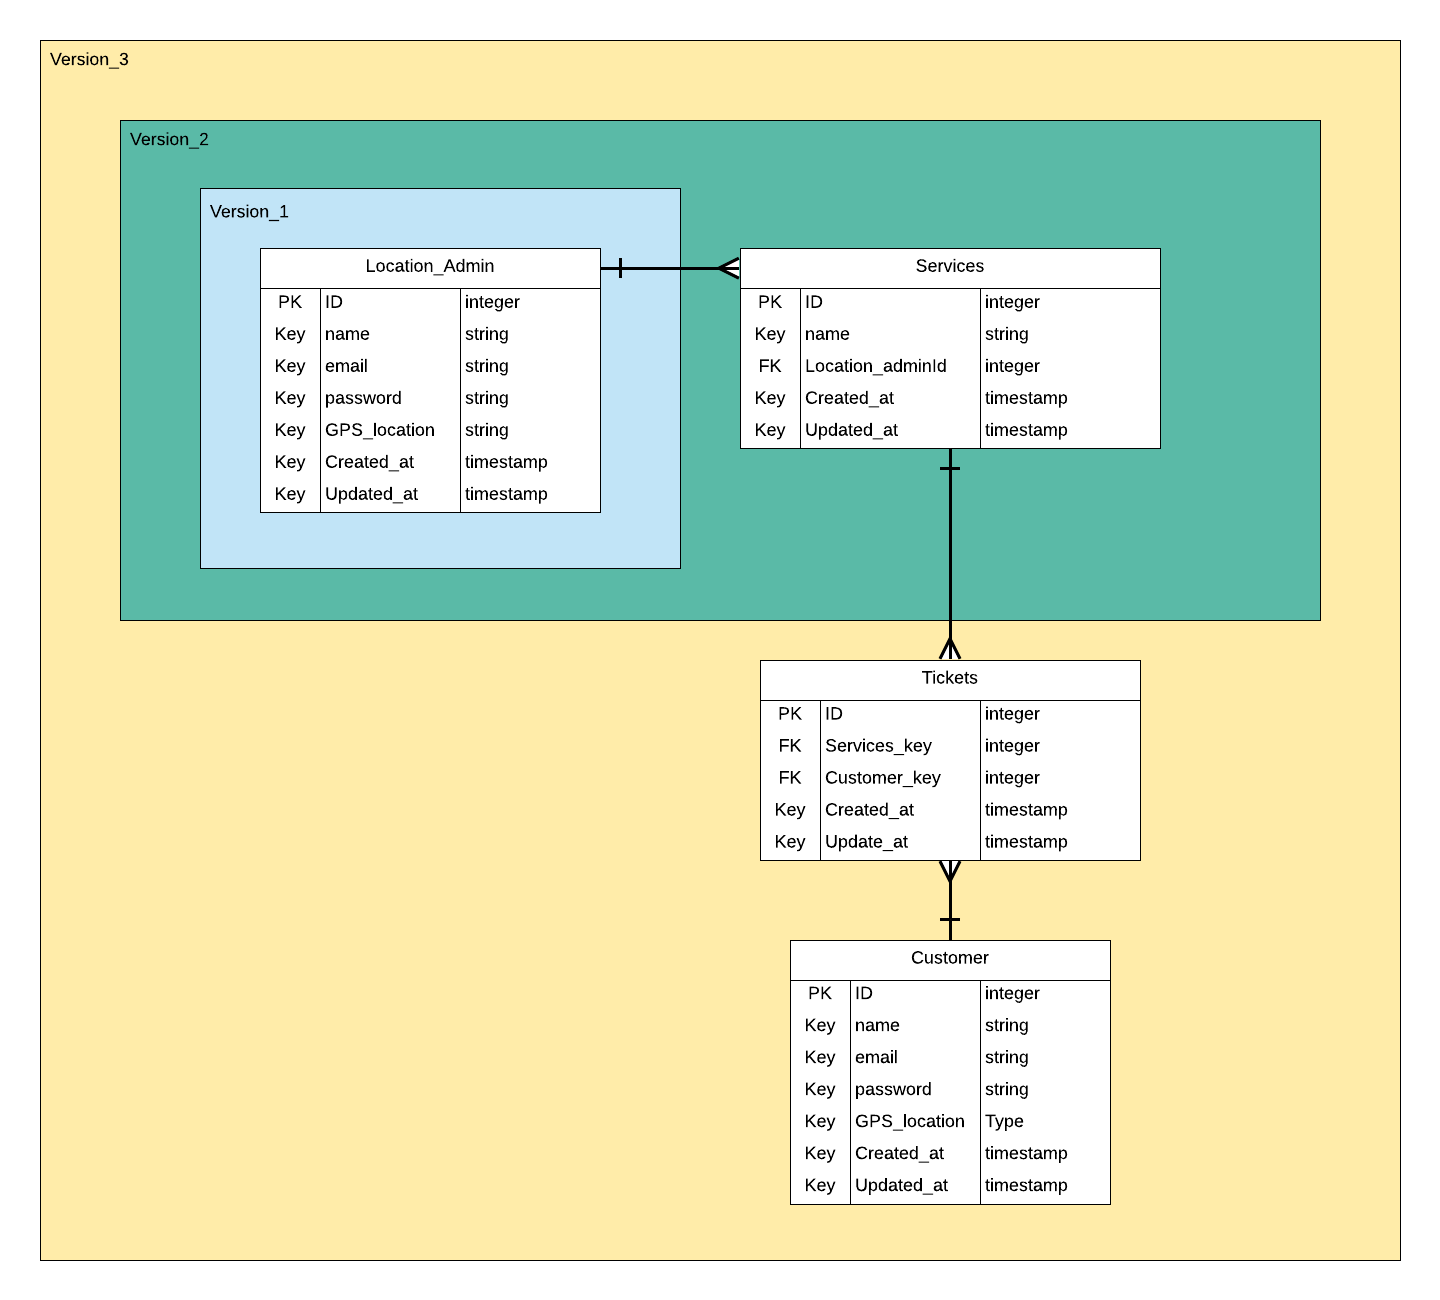 Version_3
Version_2
Version_1
Location_Admin
PK ID integer
Key name string
Key email string
Key password string
Key GPS_location string
Key Created_at timestamp
Key Updated_at timestamp
Services
PK ID integer
Key name string
FK Location_adminId integer
Key Created_at timestamp
Key Updated_at timestamp
Tickets
PK ID integer
FK Services_key integer
FK Customer_key integer
Key Created_at timestamp
Key Update_at timestamp
Customer
PK ID integer
Key name string
Key email string
Key password string
Key GPS_location Type
Key Created_at timestamp
Key Updated_at timestamp